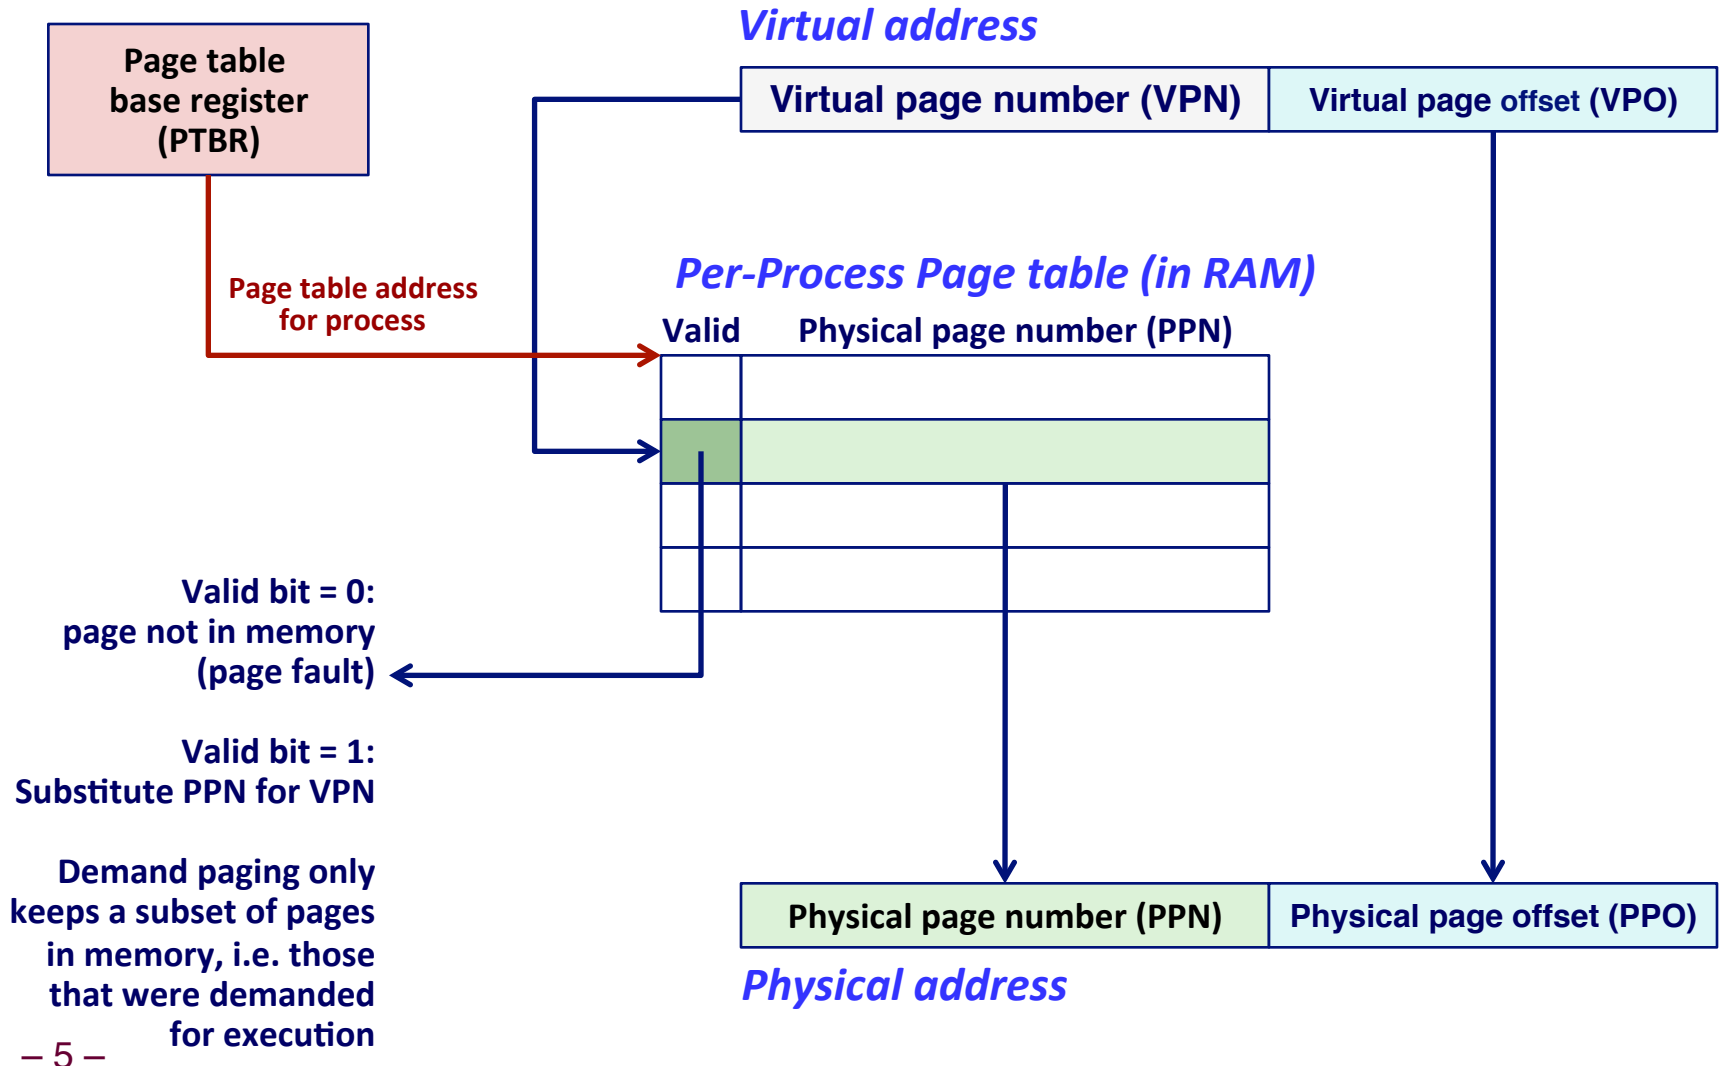 Virtual address
Page table
base register
(PTBR)
Virtual page number (VPN)
Virtual page offset (VPO)
Page table address
for process
Per-Process Page table (in RAM)
Valid
Physical page number (PPN)
Valid bit = 0:
page not in memory
(page fault)
Valid bit = 1:
Substitute PPN for VPN
Demand paging only
keeps a subset of pages
in memory, i.e. those
that were demanded
for execution
Physical page number (PPN)
Physical page offset (PPO)
Physical address
– 5 –